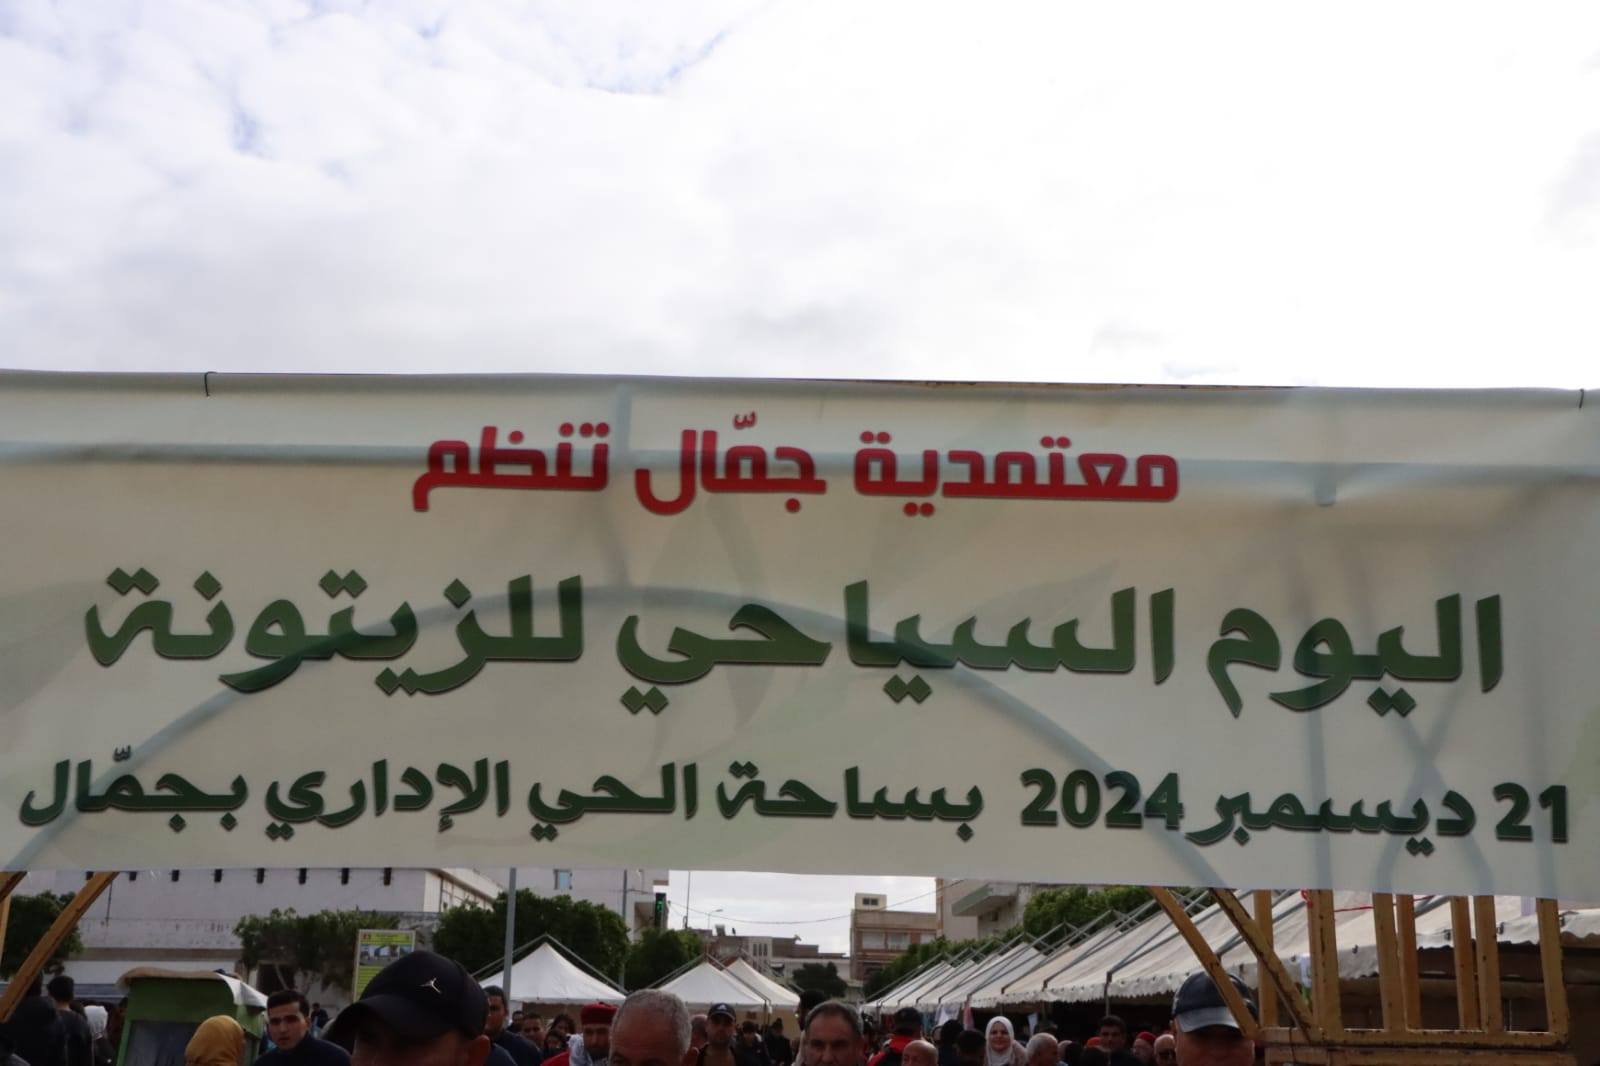 معتمدية جمّال تنظم
اليوم السياحي للزيتونة
21 ديسمبر 2024 بساحة الحي الإداري بجمّال